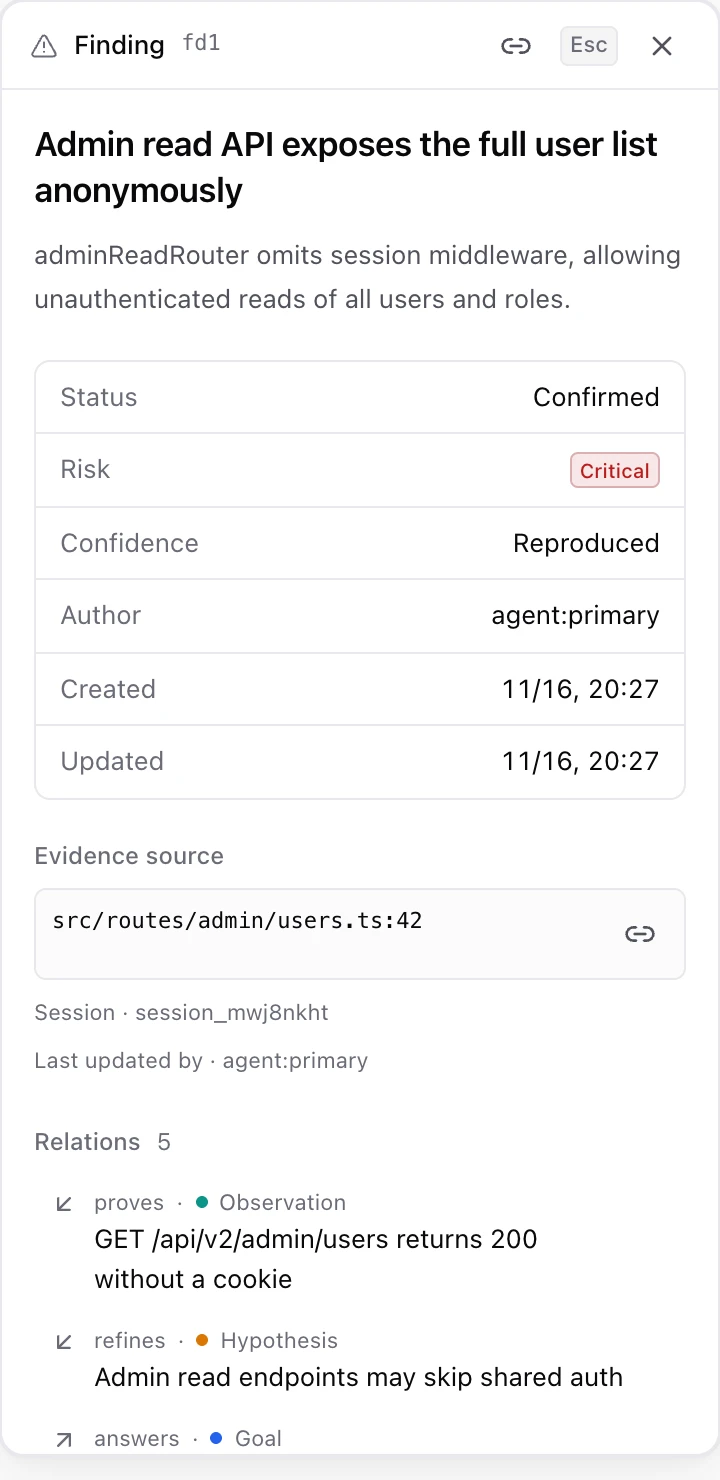 Finding fd1 Esc
Admin read API exposes the full user list
anonymously
adminReadRouter omits session middleware, allowing
unauthenticated reads of all users and roles.
Status Confirmed
Risk Critical
Confidence Reproduced
Author agent:primary
Created 11/16, 20:27
Updated 11/16, 20:27
Evidence source
src/routes/admin/users.ts:42
Session · session_mwj8nkht
Last updated by · agent:primary
Relations 5
proves · Observation
GET /api/v2/admin/users returns 200
without a cookie
refines · Hypothesis
Admin read endpoints may skip shared auth
answers · Goal